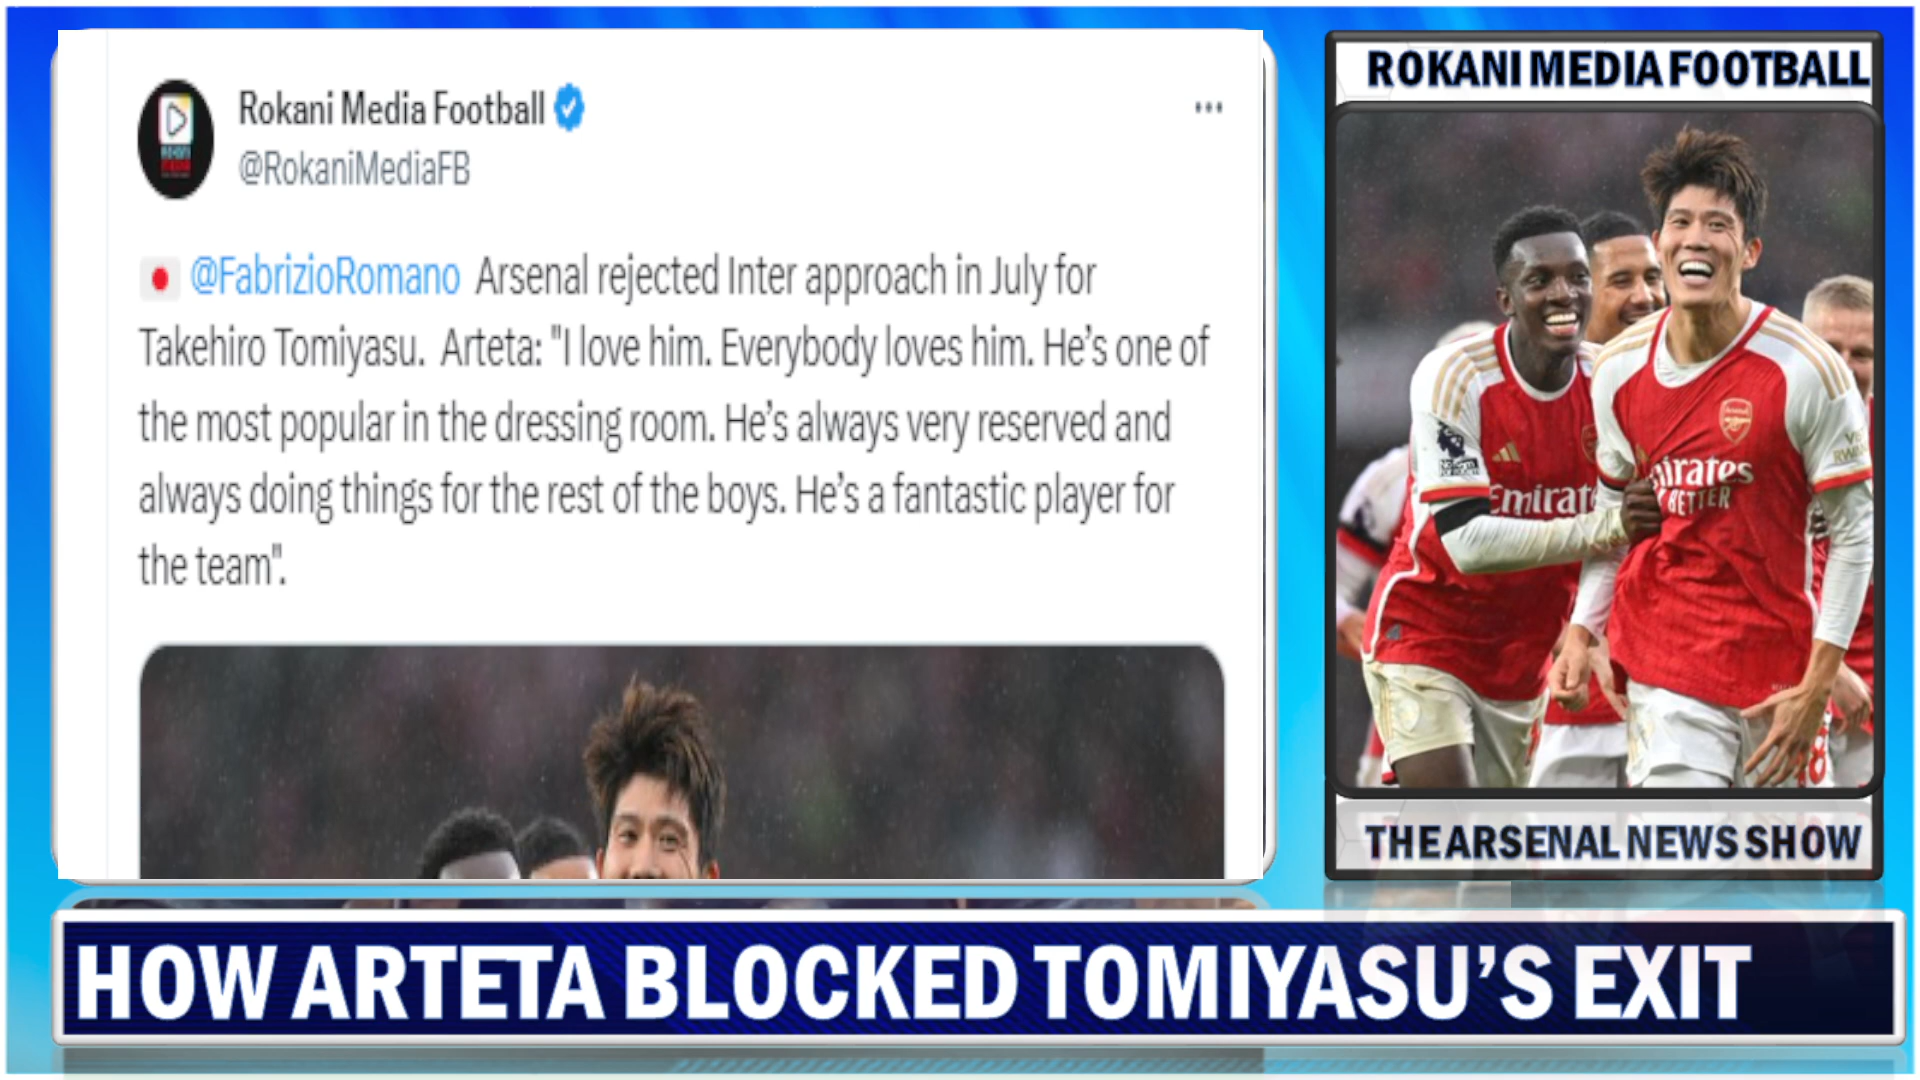 Rokani Media Football
@RokaniMediaFB
@FabrizioRomano Arsenal rejected Inter approach in July for
Takehiro Tomiyasu. Arteta: "I love him. Everybody loves him. He’s one of
the most popular in the dressing room. He’s always very reserved and
always doing things for the rest of the boys. He’s a fantastic player for
the team".
ROKANI MEDIA FOOTBALL
Arsenal
Emirates
BETTER
THE ARSENAL NEWS SHOW
HOW ARTETA BLOCKED TOMIYASU’S EXIT